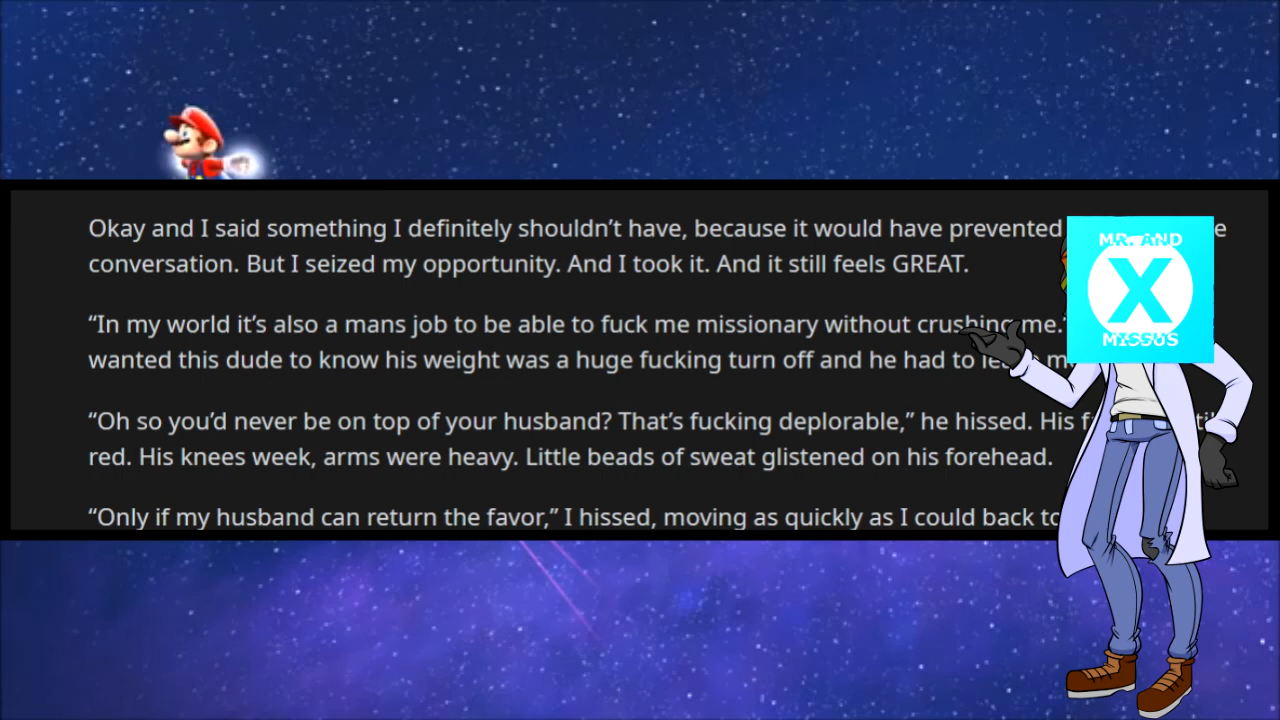 Okay and I said something I definitely shouldn’t have, because it would have prevented e
conversation. But I seized my opportunity. And I took it. And it still feels GREAT.
“In my world it’s also a mans job to be able to fuck me missionary without crushing me.”
wanted this dude to know his weight was a huge fucking turn off and he had to
“Oh so you’d never be on top of your husband? That’s fucking deplorable,” he hissed. His
red. His knees week, arms were heavy. Little beads of sweat glistened on his forehead.
“Only if my husband can return the favor,” I hissed, moving as quickly as I could back to
MR. AND
X
MISSUS